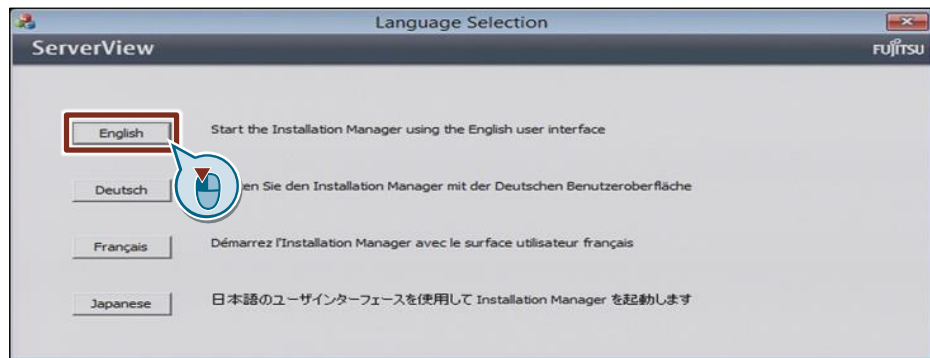 Language Selection
ServerView
FUJITSU
English
Start the Installation Manager using the English user interface
Deutsch
en Sie den Installation Manager mit der Deutschen Benutzeroberfläche
Français
Démarrez l'Installation Manager avec le surface utilisateur français
Japanese
日本語のユーザインターフェースを使用して Installation Manager を起動します